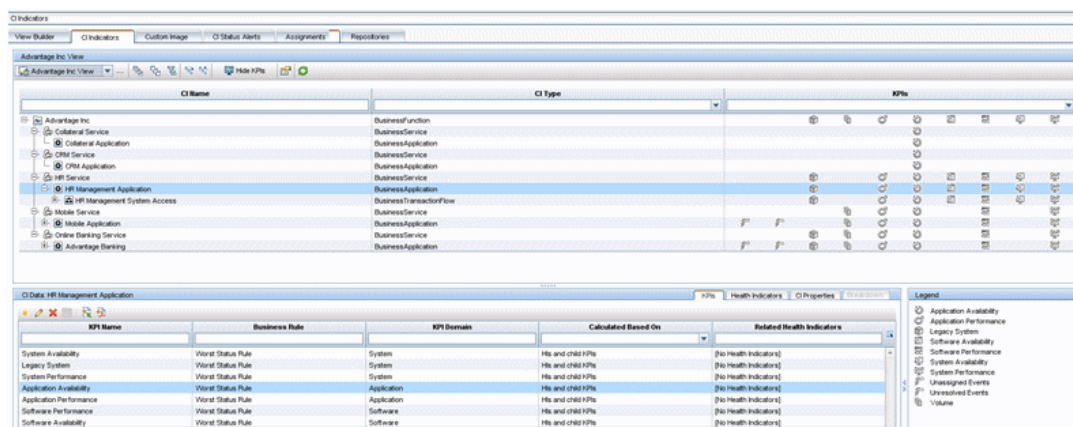 CI Indicators
View Builder CI Indicators Custom Image CI Status Alerts Assignments Repositories
Advantage Inc View
Advantage Inc View ... Hide KPIs
CI Name CI Type KPIs
Advantage Inc BusinessFunction
Collateral Service BusinessService
Collateral Application BusinessApplication
CRM Service BusinessService
CRM Application BusinessApplication
HR Service BusinessService
HR Management Application BusinessApplication
HR Management System Access BusinessTransactionFlow
Mobile Service BusinessService
Mobile Application BusinessApplication
Online Banking Service BusinessService
Advantage Banking BusinessApplication
CI Data: HR Management Application KPIs Health Indicators CI Properties Breakdown
KPI Name Business Rule KPI Domain Calculated Based On Related Health Indicators
System Availability Worst Status Rule System HIs and child KPIs [No Health Indicators]
Legacy System Worst Status Rule System HIs and child KPIs [No Health Indicators]
System Performance Worst Status Rule System HIs and child KPIs [No Health Indicators]
Application Availability Worst Status Rule Application HIs and child KPIs [No Health Indicators]
Application Performance Worst Status Rule Application HIs and child KPIs [No Health Indicators]
Software Performance Worst Status Rule Software HIs and child KPIs [No Health Indicators]
Software Availability Worst Status Rule Software HIs and child KPIs [No Health Indicators]
Legend
Application Availability
Application Performance
Legacy System
Software Availability
Software Performance
System Availability
System Performance
Unassigned Events
Unresolved Events
Volume